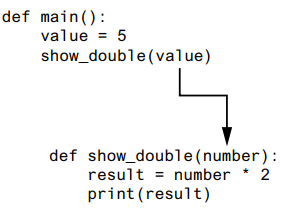 def main():
    value = 5
    show_double(value)
def show_double(number):
    result = number * 2
    print(result)